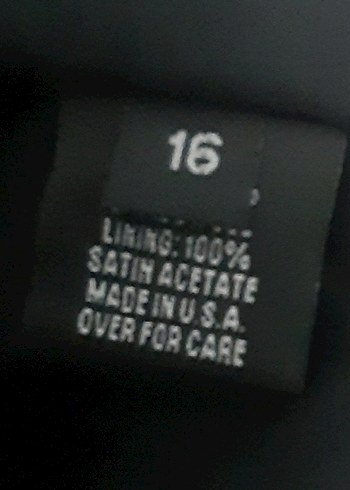 16
LINING: 100%
SATIN ACETATE
MADE IN U.S.A.
OVER FOR CARE